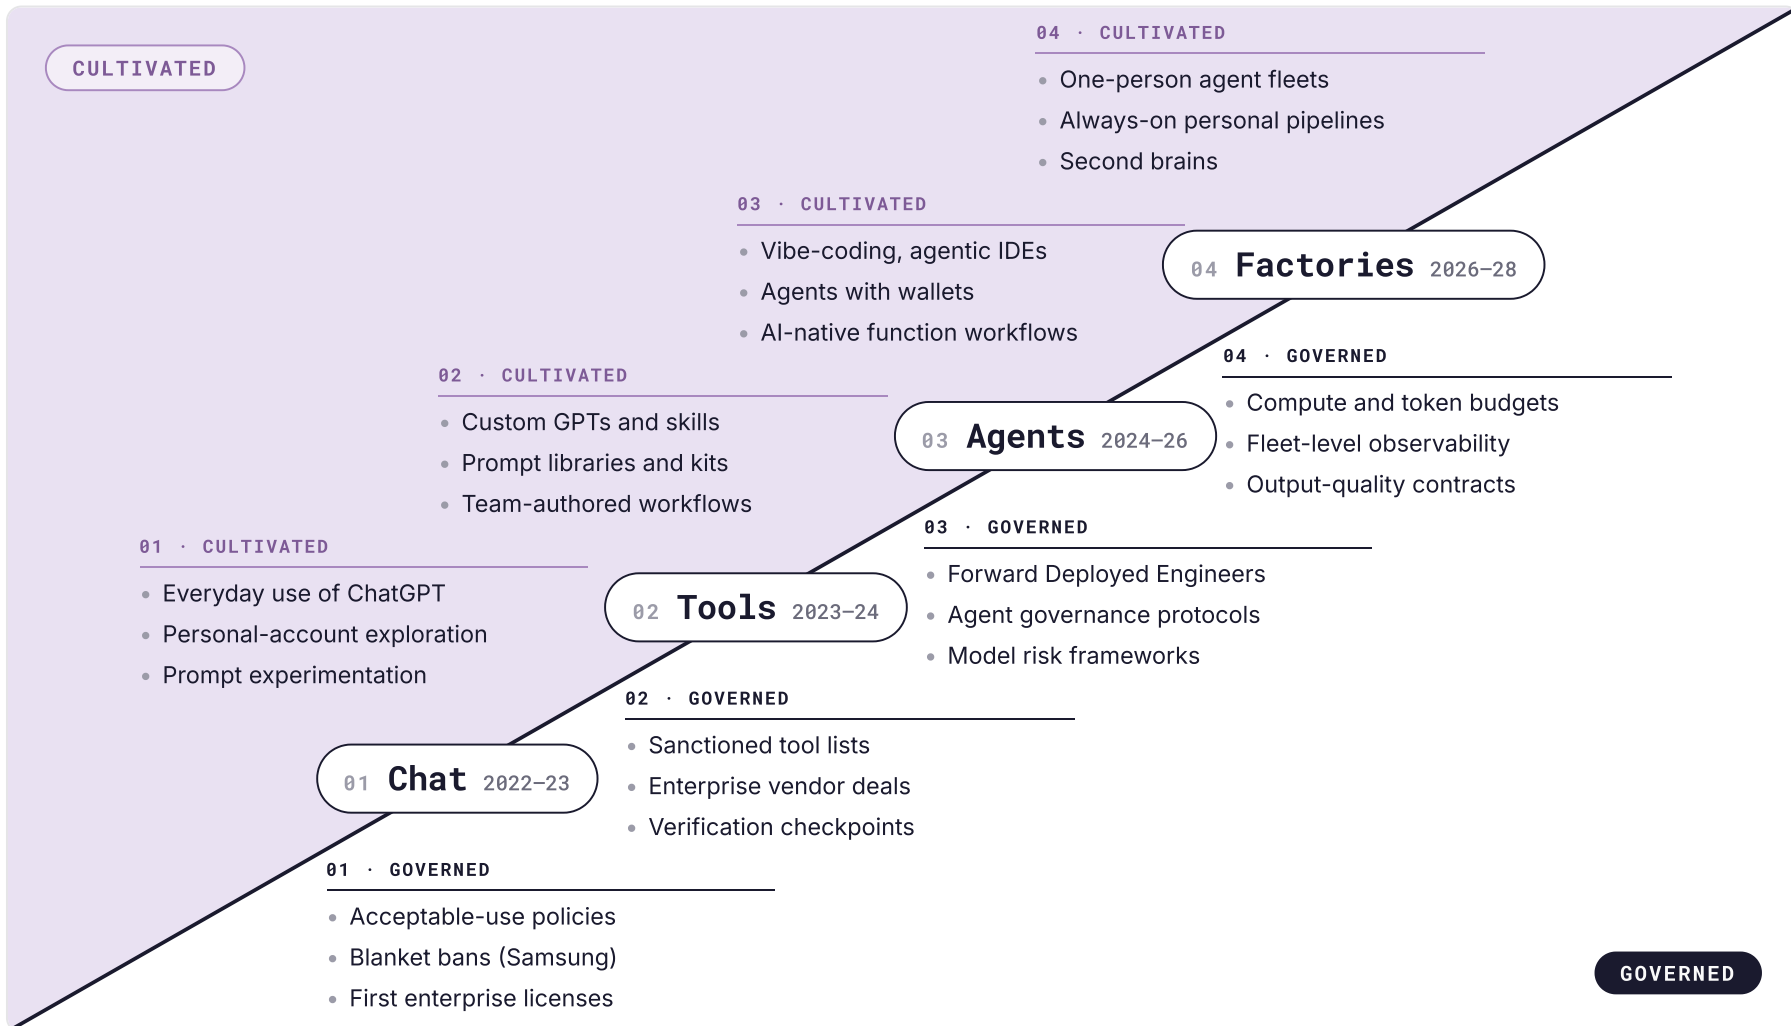 CULTIVATED
04 · CULTIVATED
One-person agent fleets
Always-on personal pipelines
Second brains
03 · CULTIVATED
Vibe-coding, agentic IDEs
Agents with wallets
AI-native function workflows
04 Factories 2026–28
02 · CULTIVATED
Custom GPTs and skills
Prompt libraries and kits
Team-authored workflows
03 Agents 2024–26
04 · GOVERNED
Compute and token budgets
Fleet-level observability
Output-quality contracts
01 · CULTIVATED
Everyday use of ChatGPT
Personal-account exploration
Prompt experimentation
02 Tools 2023–24
03 · GOVERNED
Forward Deployed Engineers
Agent governance protocols
Model risk frameworks
01 Chat 2022–23
02 · GOVERNED
Sanctioned tool lists
Enterprise vendor deals
Verification checkpoints
01 · GOVERNED
Acceptable-use policies
Blanket bans (Samsung)
First enterprise licenses
GOVERNED